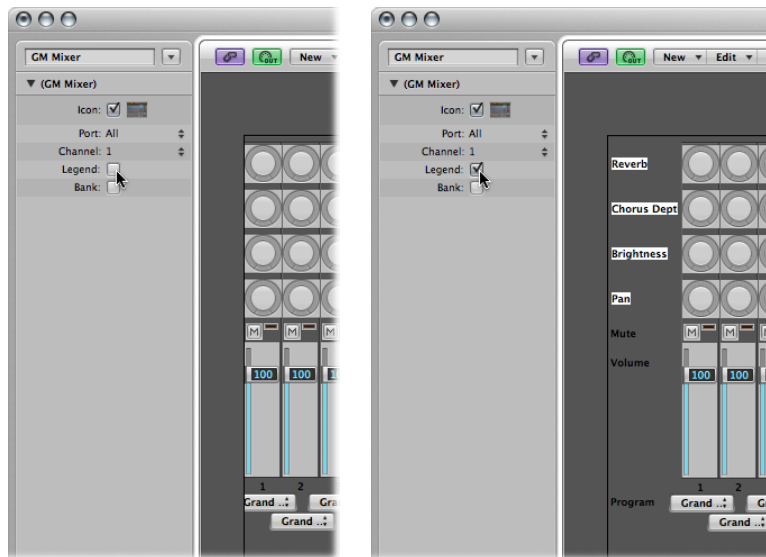 GM Mixer
OUT
New
(GM Mixer)
Icon:
Port: All
Channel: 1
Legend:
Bank:
M M M
100 100
1 2
Grand ..
Grand ..
GM Mixer
OUT
New Edit
(GM Mixer)
Icon:
Port: All
Channel: 1
Legend:
Bank:
Reverb
Chorus Dept
Brightness
Pan
Mute M M
Volume
100 100
1 2
Program Grand ..
Grand ..